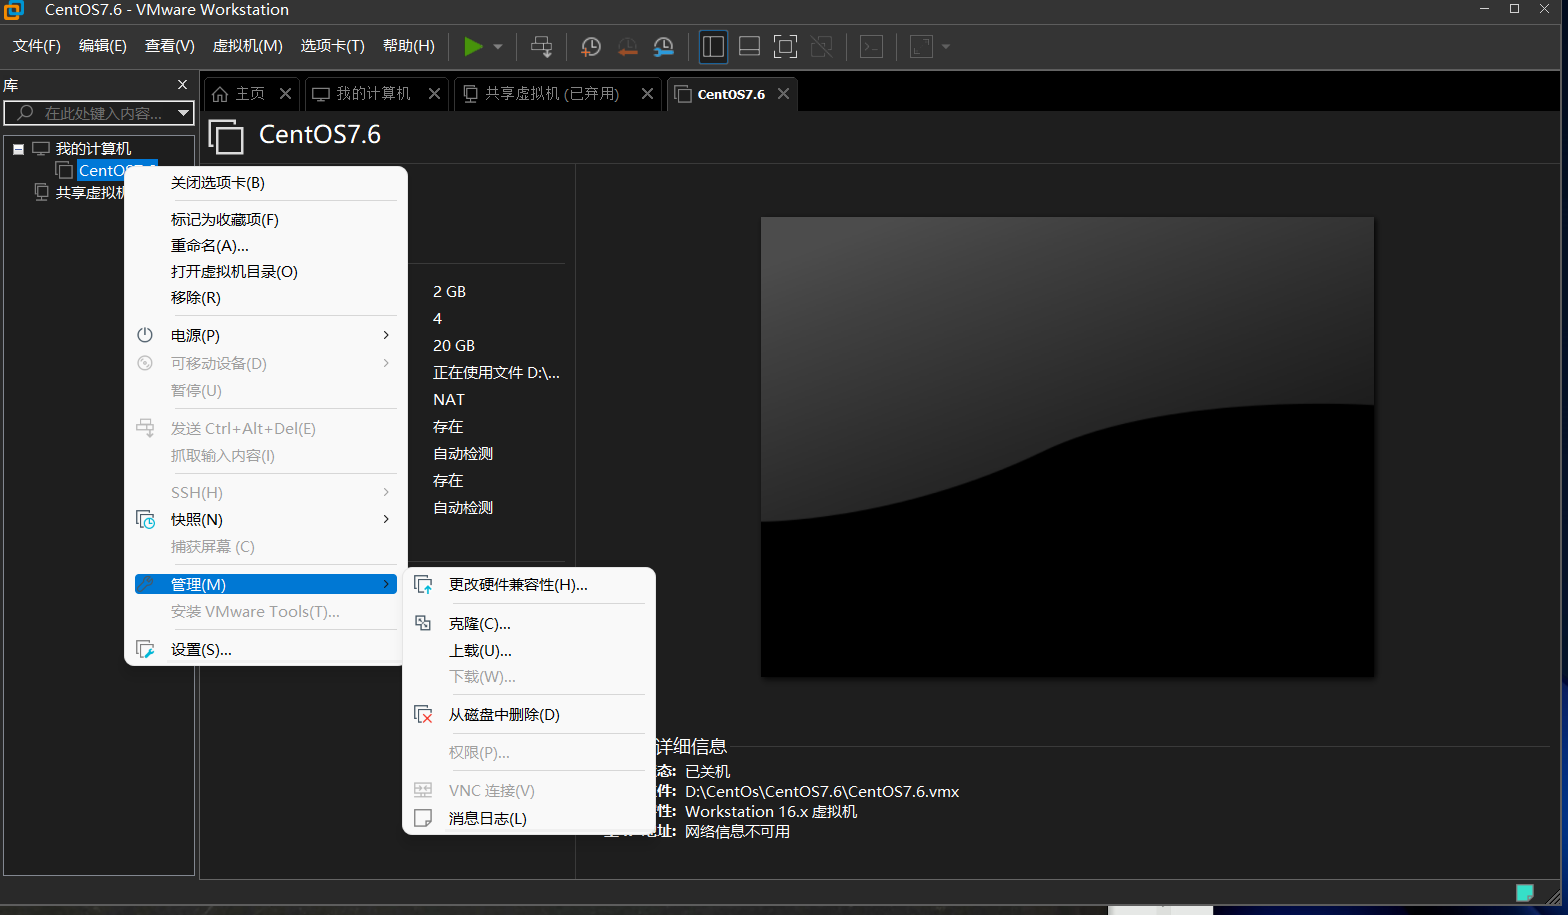 CentOS7.6 - VMware Workstation
文件(F) 编辑(E) 查看(V) 虚拟机(M) 选项卡(T) 帮助(H)
库
在此处键入内容...
我的计算机
CentOS7.6
共享虚拟机
主页 我的计算机 共享虚拟机 (已弃用) CentOS7.6
CentOS7.6
关闭选项卡(B)
标记为收藏项(F)
重命名(A)...
打开虚拟机目录(O)
移除(R)
电源(P)
可移动设备(D)
暂停(U)
发送 Ctrl+Alt+Del(E)
抓取输入内容(I)
SSH(H)
快照(N)
捕获屏幕 (C)
管理(M)
安装 VMware Tools(T)...
设置(S)...
2 GB
4
20 GB
正在使用文件 D:\...
NAT
存在
自动检测
存在
自动检测
更改硬件兼容性(H)...
克隆(C)...
上载(U)...
下载(W)...
从磁盘中删除(D)
权限(P)...
VNC 连接(V)
消息日志(L)
详细信息
态: 已关机
件: D:\CentOs\CentOS7.6\CentOS7.6.vmx
性: Workstation 16.x 虚拟机
地址: 网络信息不可用